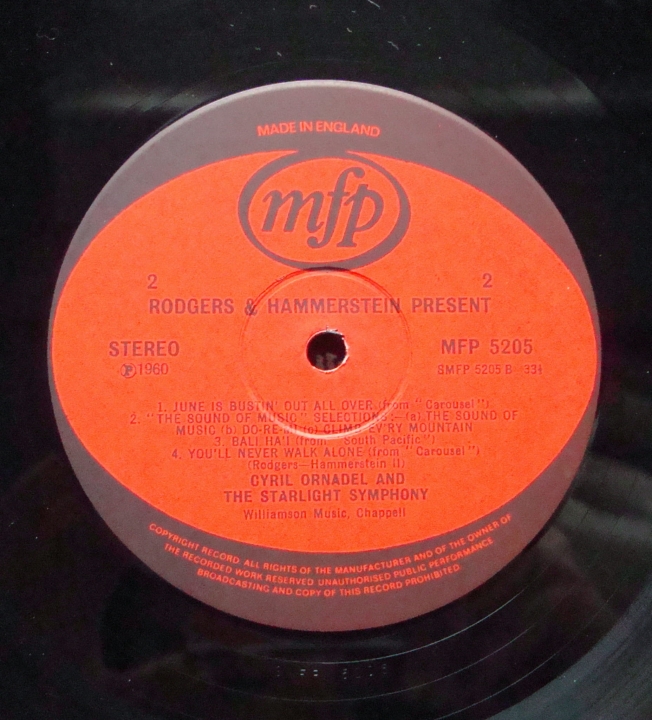 MADE IN ENGLAND
mfp
2 2
RODGERS & HAMMERSTEIN PRESENT
STEREO MFP 5205
Ⓟ1960 SMFP 5205 B 33⅓
1. JUNE IS BUSTIN' OUT ALL OVER (from "Carousel")
2. "THE SOUND OF MUSIC" SELECTIONS:- (a) THE SOUND OF
MUSIC (b) DO-RE-MI (c) CLIMB EV'RY MOUNTAIN
3. BALI HA'I (from "South Pacific")
4. YOU'LL NEVER WALK ALONE (from "Carousel")
(Rodgers—Hammerstein II)
CYRIL ORNADEL AND
THE STARLIGHT SYMPHONY
Williamson Music, Chappell
COPYRIGHT RECORD. ALL RIGHTS OF THE MANUFACTURER AND OF THE OWNER OF
THE RECORDED WORK RESERVED UNAUTHORISED PUBLIC PERFORMANCE
BROADCASTING AND COPY OF THIS RECORD PROHIBITED.